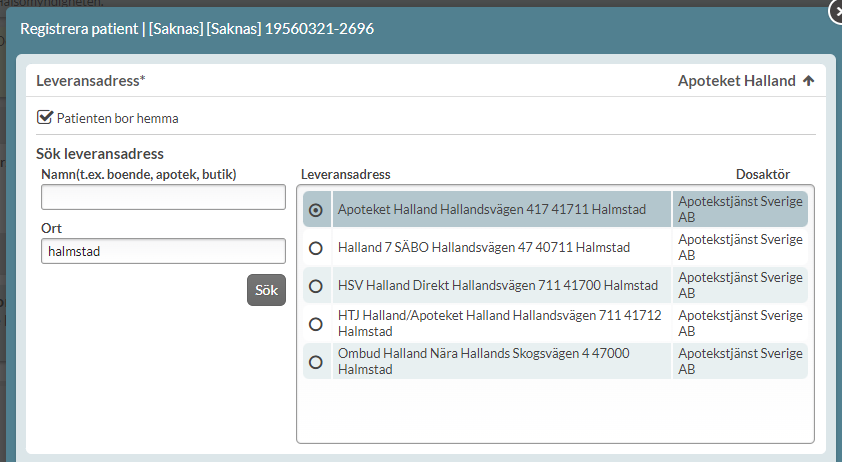 Registrera patient | [Saknas] [Saknas] 19560321-2696
Leveransadress*
Apoteket Halland
Patienten bor hemma
Sök leveransadress
Namn(t.ex. boende, apotek, butik)
Ort
halmstad
Sök
Leveransadress
Dosaktör
Apoteket Halland Hallandsvägen 417 41711 Halmstad
Apotekstjänst Sverige
AB
Halland 7 SÄBO Hallandsvägen 47 40711 Halmstad
Apotekstjänst Sverige
AB
HSV Halland Direkt Hallandsvägen 711 41700 Halmstad
Apotekstjänst Sverige
AB
HTJ Halland/Apoteket Halland Hallandsvägen 711 41712
Halmstad
Apotekstjänst Sverige
AB
Ombud Halland Nära Hallands Skogsvägen 4 47000
Halmstad
Apotekstjänst Sverige
AB